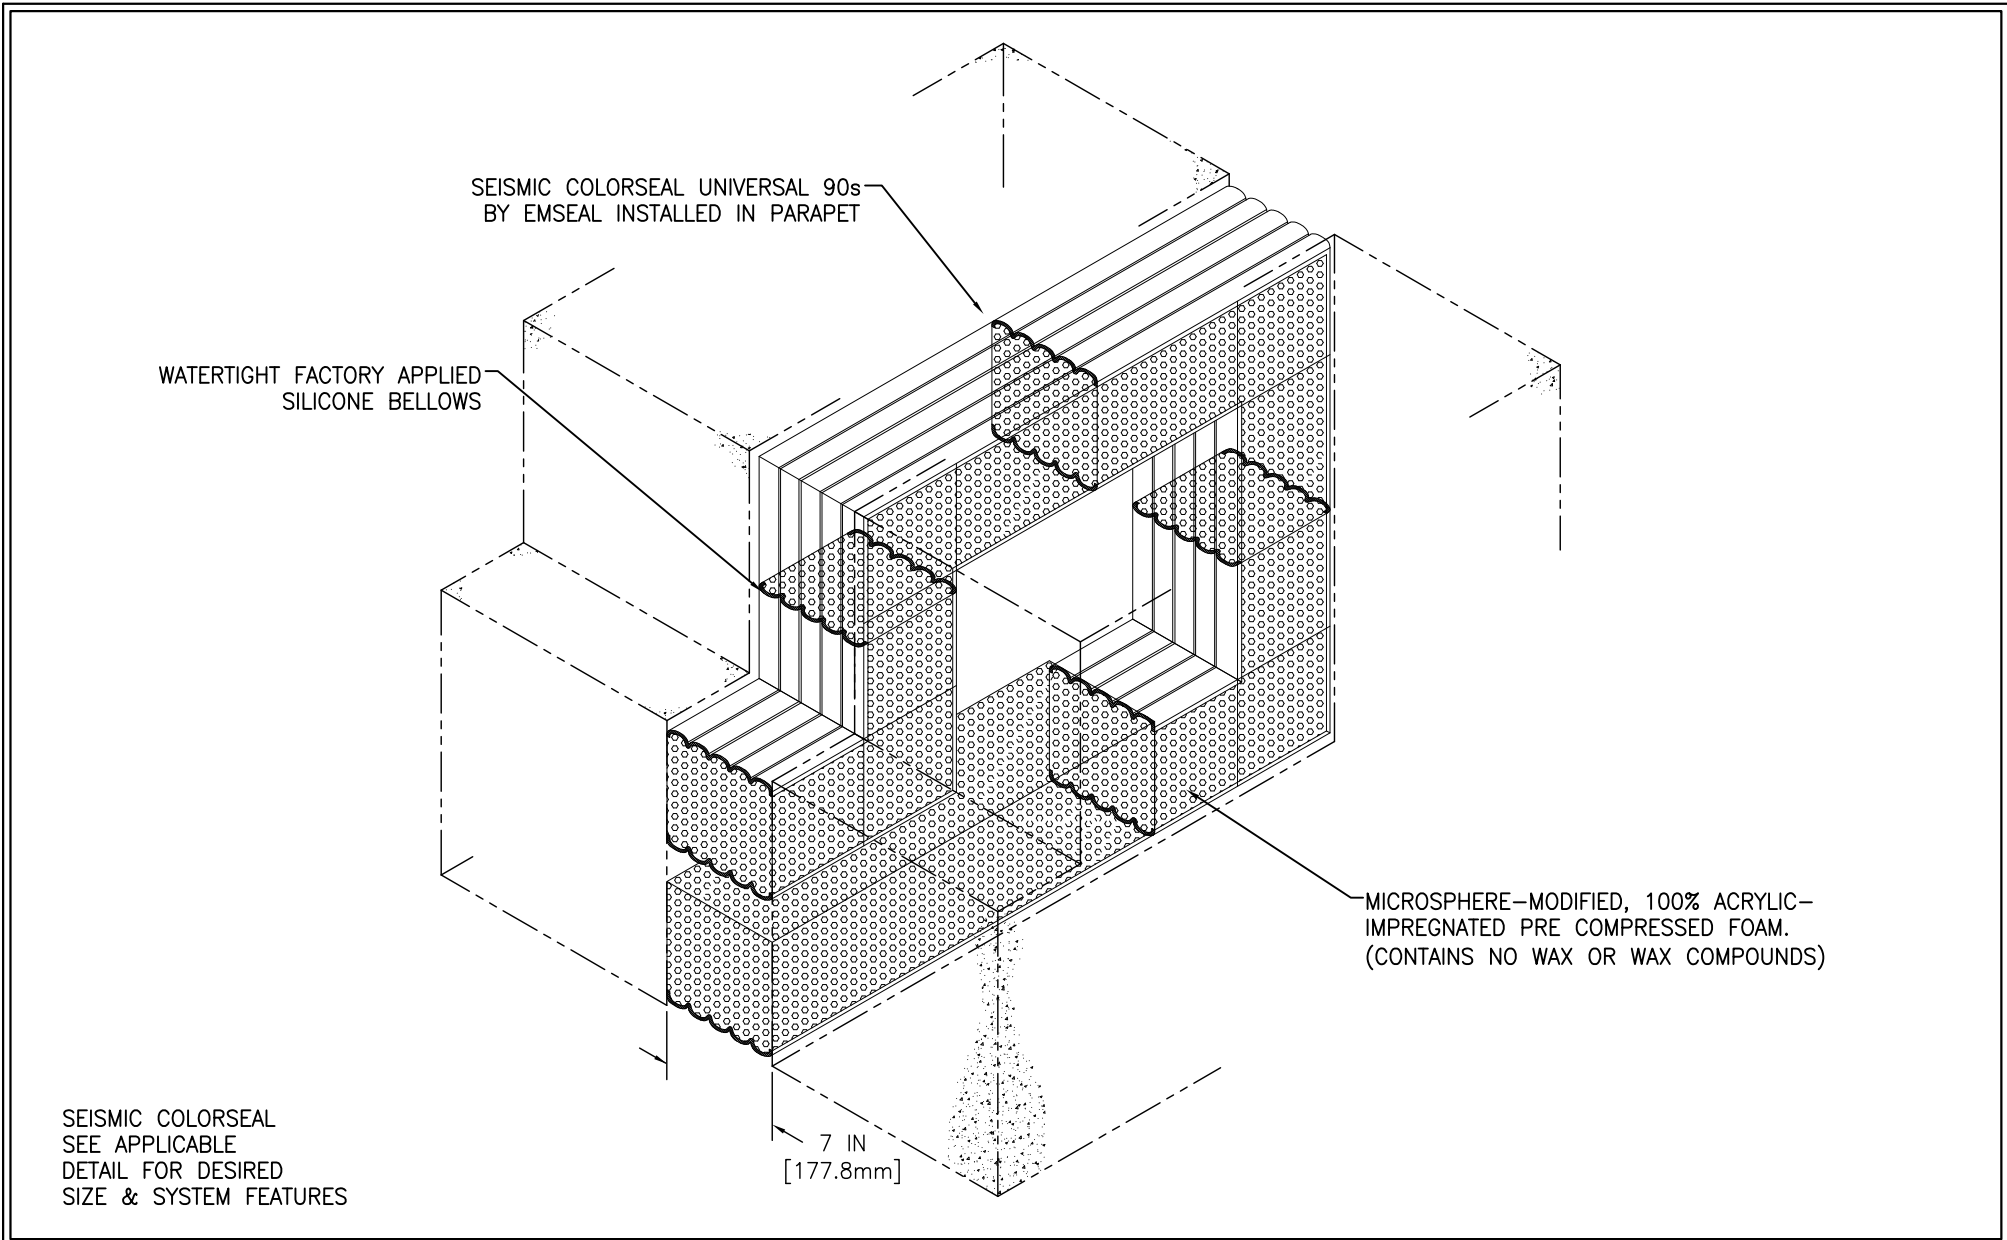 SEISMIC COLORSEAL UNIVERSAL 90s
BY EMSEAL INSTALLED IN PARAPET
WATERTIGHT FACTORY APPLIED
SILICONE BELLOWS
MICROSPHERE-MODIFIED, 100% ACRYLIC-
IMPREGNATED PRE COMPRESSED FOAM.
(CONTAINS NO WAX OR WAX COMPOUNDS)
SEISMIC COLORSEAL
SEE APPLICABLE
DETAIL FOR DESIRED
SIZE & SYSTEM FEATURES
7 IN
[177.8mm]